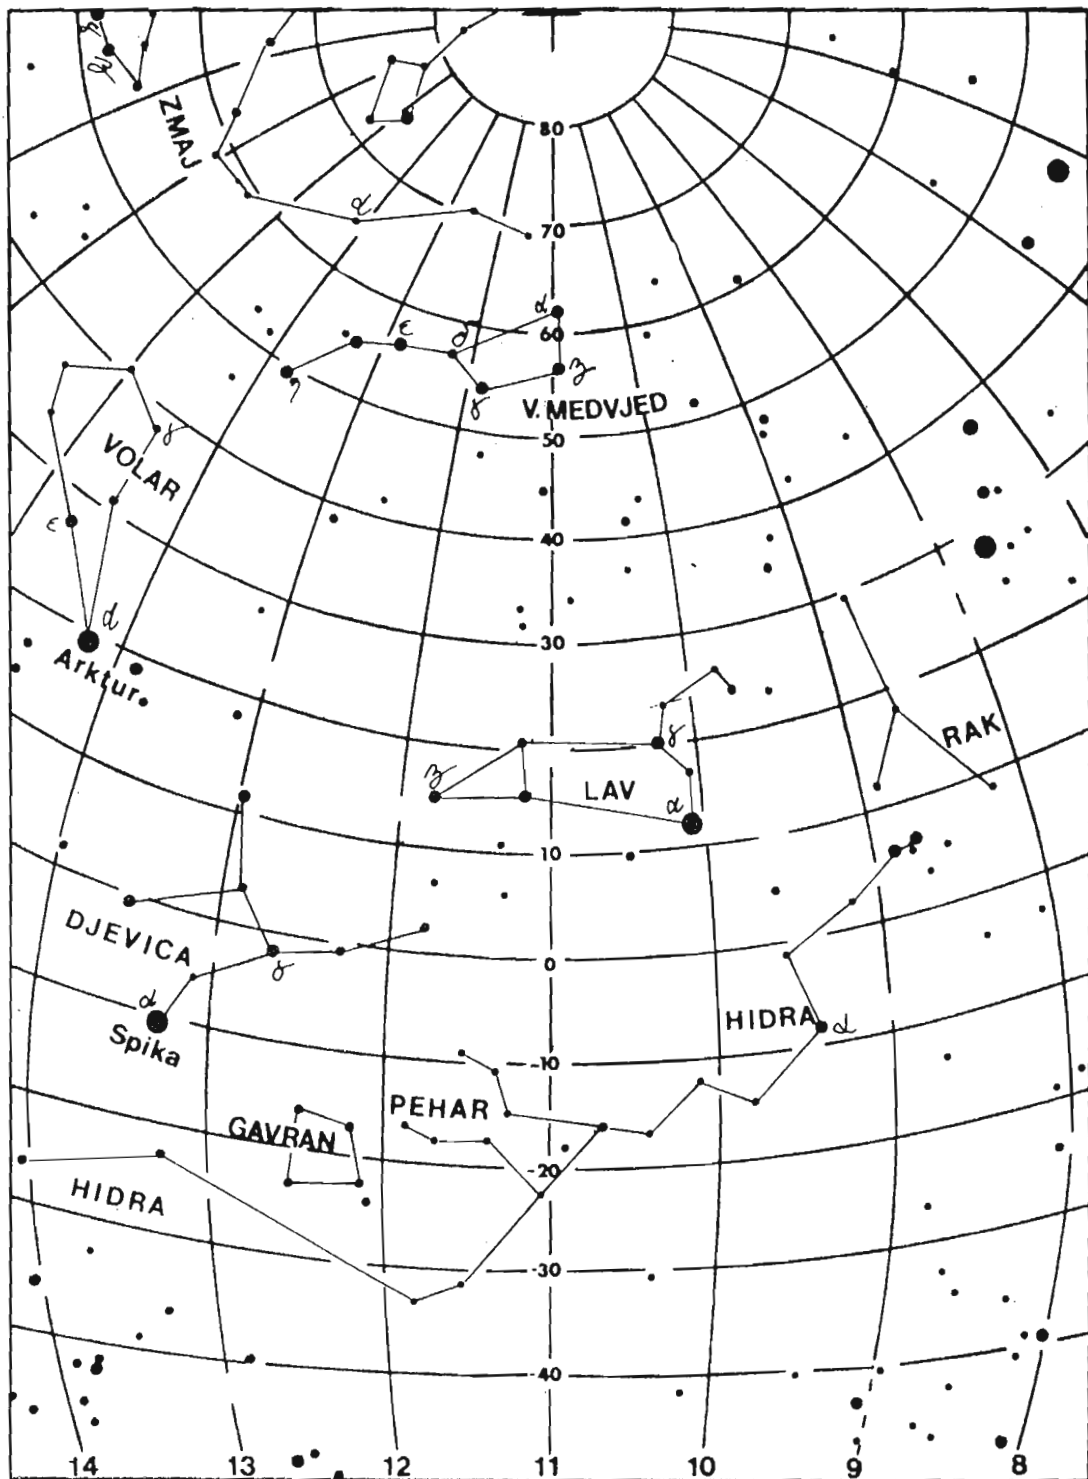 ZMAJ
80
α
70
α
ε
δ
60
η
γ
β
V. MEDVJED
50
γ
VOLAR
ε
40
α
Arktur
30
γ
RAK
β
LAV
α
10
DJEVICA
γ
0
α
Spika
HIDRA
α
-10
PEHAR
GAVRAN
-20
HIDRA
-30
-40
14 13 12 11 10 9 8